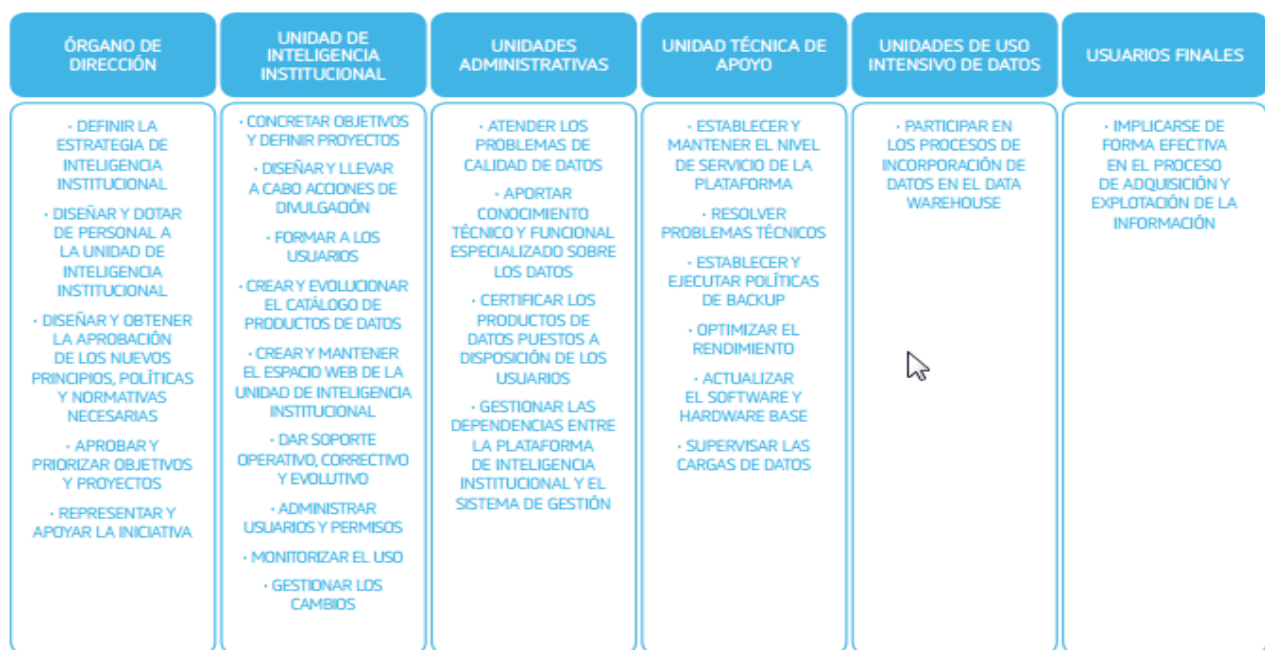 ÓRGANO DE
DIRECCIÓN
UNIDAD DE
INTELIGENCIA
INSTITUCIONAL
UNIDADES
ADMINISTRATIVAS
UNIDAD TÉCNICA DE
APOYO
UNIDADES DE USO
INTENSIVO DE DATOS
USUARIOS FINALES
· DEFINIR LA
ESTRATEGIA DE
INTELIGENCIA
INSTITUCIONAL
· DISEÑAR Y DOTAR
DE PERSONAL A
LA UNIDAD DE
INTELIGENCIA
INSTITUCIONAL
· DISEÑAR Y OBTENER
LA APROBACIÓN
DE LOS NUEVOS
PRINCIPIOS, POLÍTICAS
Y NORMATIVAS
NECESARIAS
· APROBAR Y
PRIORIZAR OBJETIVOS
Y PROYECTOS
· REPRESENTAR Y
APOYAR LA INICIATIVA
· CONCRETAR OBJETIVOS
Y DEFINIR PROYECTOS
· DISEÑAR Y LLEVAR
A CABO ACCIONES DE
DIVULGACIÓN
· FORMAR A LOS
USUARIOS
· CREAR Y EVOLUCIONAR
EL CATÁLOGO DE
PRODUCTOS DE DATOS
· CREAR Y MANTENER
EL ESPACIO WEB DE LA
UNIDAD DE INTELIGENCIA
INSTITUCIONAL
· DAR SOPORTE
OPERATIVO, CORRECTIVO
Y EVOLUTIVO
· ADMINISTRAR
USUARIOS Y PERMISOS
· MONITORIZAR EL USO
· GESTIONAR LOS
CAMBIOS
· ATENDER LOS
PROBLEMAS DE
CALIDAD DE DATOS
· APORTAR
CONOCIMIENTO
TÉCNICO Y FUNCIONAL
ESPECIALIZADO SOBRE
LOS DATOS
· CERTIFICAR LOS
PRODUCTOS DE
DATOS PUESTOS A
DISPOSICIÓN DE LOS
USUARIOS
· GESTIONAR LAS
DEPENDENCIAS ENTRE
LA PLATAFORMA
DE INTELIGENCIA
INSTITUCIONAL Y EL
SISTEMA DE GESTIÓN
· ESTABLECER Y
MANTENER EL NIVEL
DE SERVICIO DE LA
PLATAFORMA
· RESOLVER
PROBLEMAS TÉCNICOS
· ESTABLECER Y
EJECUTAR POLÍTICAS
DE BACKUP
· OPTIMIZAR EL
RENDIMIENTO
· ACTUALIZAR
EL SOFTWARE Y
HARDWARE BASE
· SUPERVISAR LAS
CARGAS DE DATOS
· PARTICIPAR EN
LOS PROCESOS DE
INCORPORACIÓN DE
DATOS EN EL DATA
WAREHOUSE
· IMPLICARSE DE
FORMA EFECTIVA
EN EL PROCESO
DE ADQUISICIÓN Y
EXPLOTACIÓN DE LA
INFORMACIÓN